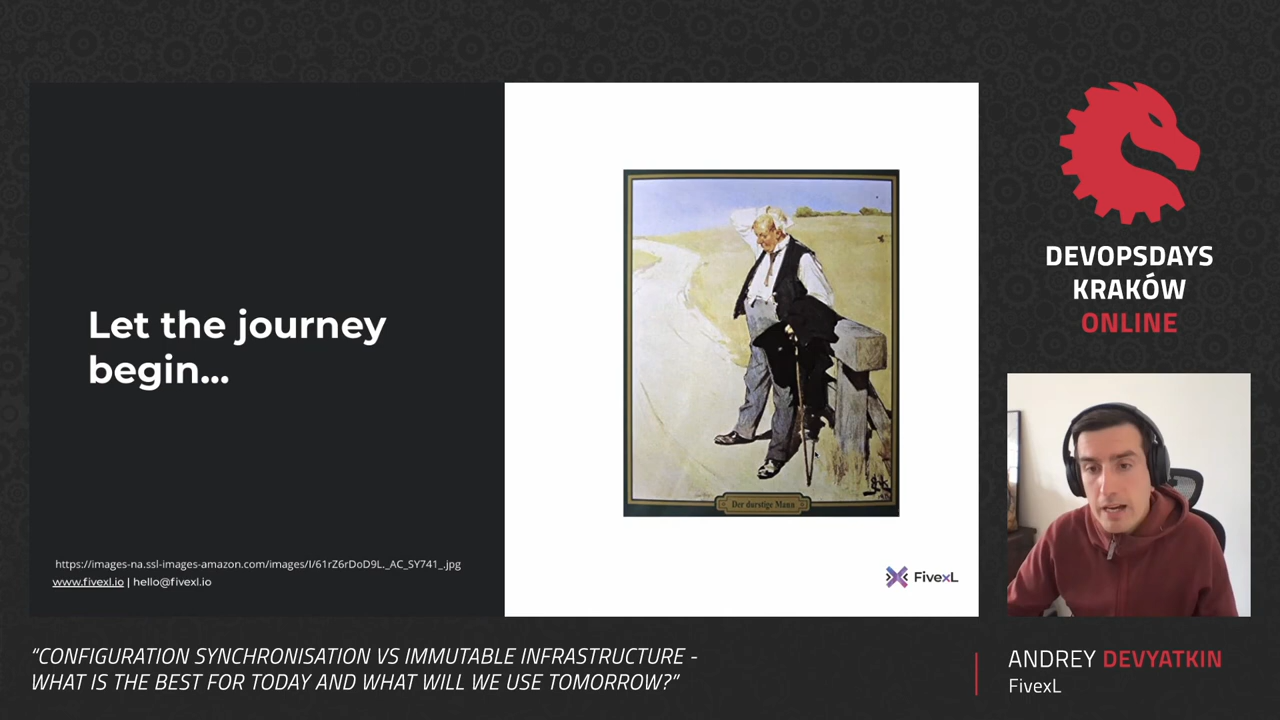 Let the journey
begin...
Der durstige Mann
https://images-na.ssl-images-amazon.com/images/I/61rZ6rDoD9L._AC_SY741_.jpg
www.fivexl.io | hello@fivexl.io
FivexL
DEVOPSDAYS
KRAKÓW
ONLINE
“CONFIGURATION SYNCHRONISATION VS IMMUTABLE INFRASTRUCTURE -
WHAT IS THE BEST FOR TODAY AND WHAT WILL WE USE TOMORROW?”
ANDREY DEVYATKIN
FivexL